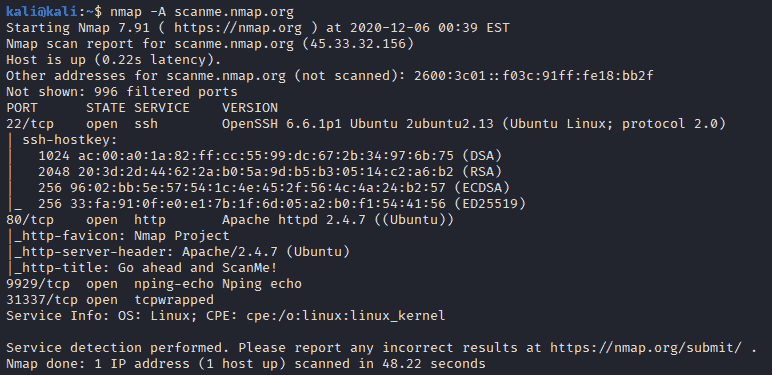 kali@kali:~$ nmap -A scanme.nmap.org
Starting Nmap 7.91 ( https://nmap.org ) at 2020-12-06 00:39 EST
Nmap scan report for scanme.nmap.org (45.33.32.156)
Host is up (0.22s latency).
Other addresses for scanme.nmap.org (not scanned): 2600:3c01::f03c:91ff:fe18:bb2f
Not shown: 996 filtered ports
PORT      STATE SERVICE    VERSION
22/tcp    open  ssh        OpenSSH 6.6.1p1 Ubuntu 2ubuntu2.13 (Ubuntu Linux; protocol 2.0)
| ssh-hostkey:
|   1024 ac:00:a0:1a:82:ff:cc:55:99:dc:67:2b:34:97:6b:75 (DSA)
|   2048 20:3d:2d:44:62:2a:b0:5a:9d:b5:b3:05:14:c2:a6:b2 (RSA)
|   256 96:02:bb:5e:57:54:1c:4e:45:2f:56:4c:4a:24:b2:57 (ECDSA)
|_  256 33:fa:91:0f:e0:e1:7b:1f:6d:05:a2:b0:f1:54:41:56 (ED25519)
80/tcp    open  http       Apache httpd 2.4.7 ((Ubuntu))
|_http-favicon: Nmap Project
|_http-server-header: Apache/2.4.7 (Ubuntu)
|_http-title: Go ahead and ScanMe!
9929/tcp  open  nping-echo Nping echo
31337/tcp open  tcpwrapped
Service Info: OS: Linux; CPE: cpe:/o:linux:linux_kernel
Service detection performed. Please report any incorrect results at https://nmap.org/submit/ .
Nmap done: 1 IP address (1 host up) scanned in 48.22 seconds